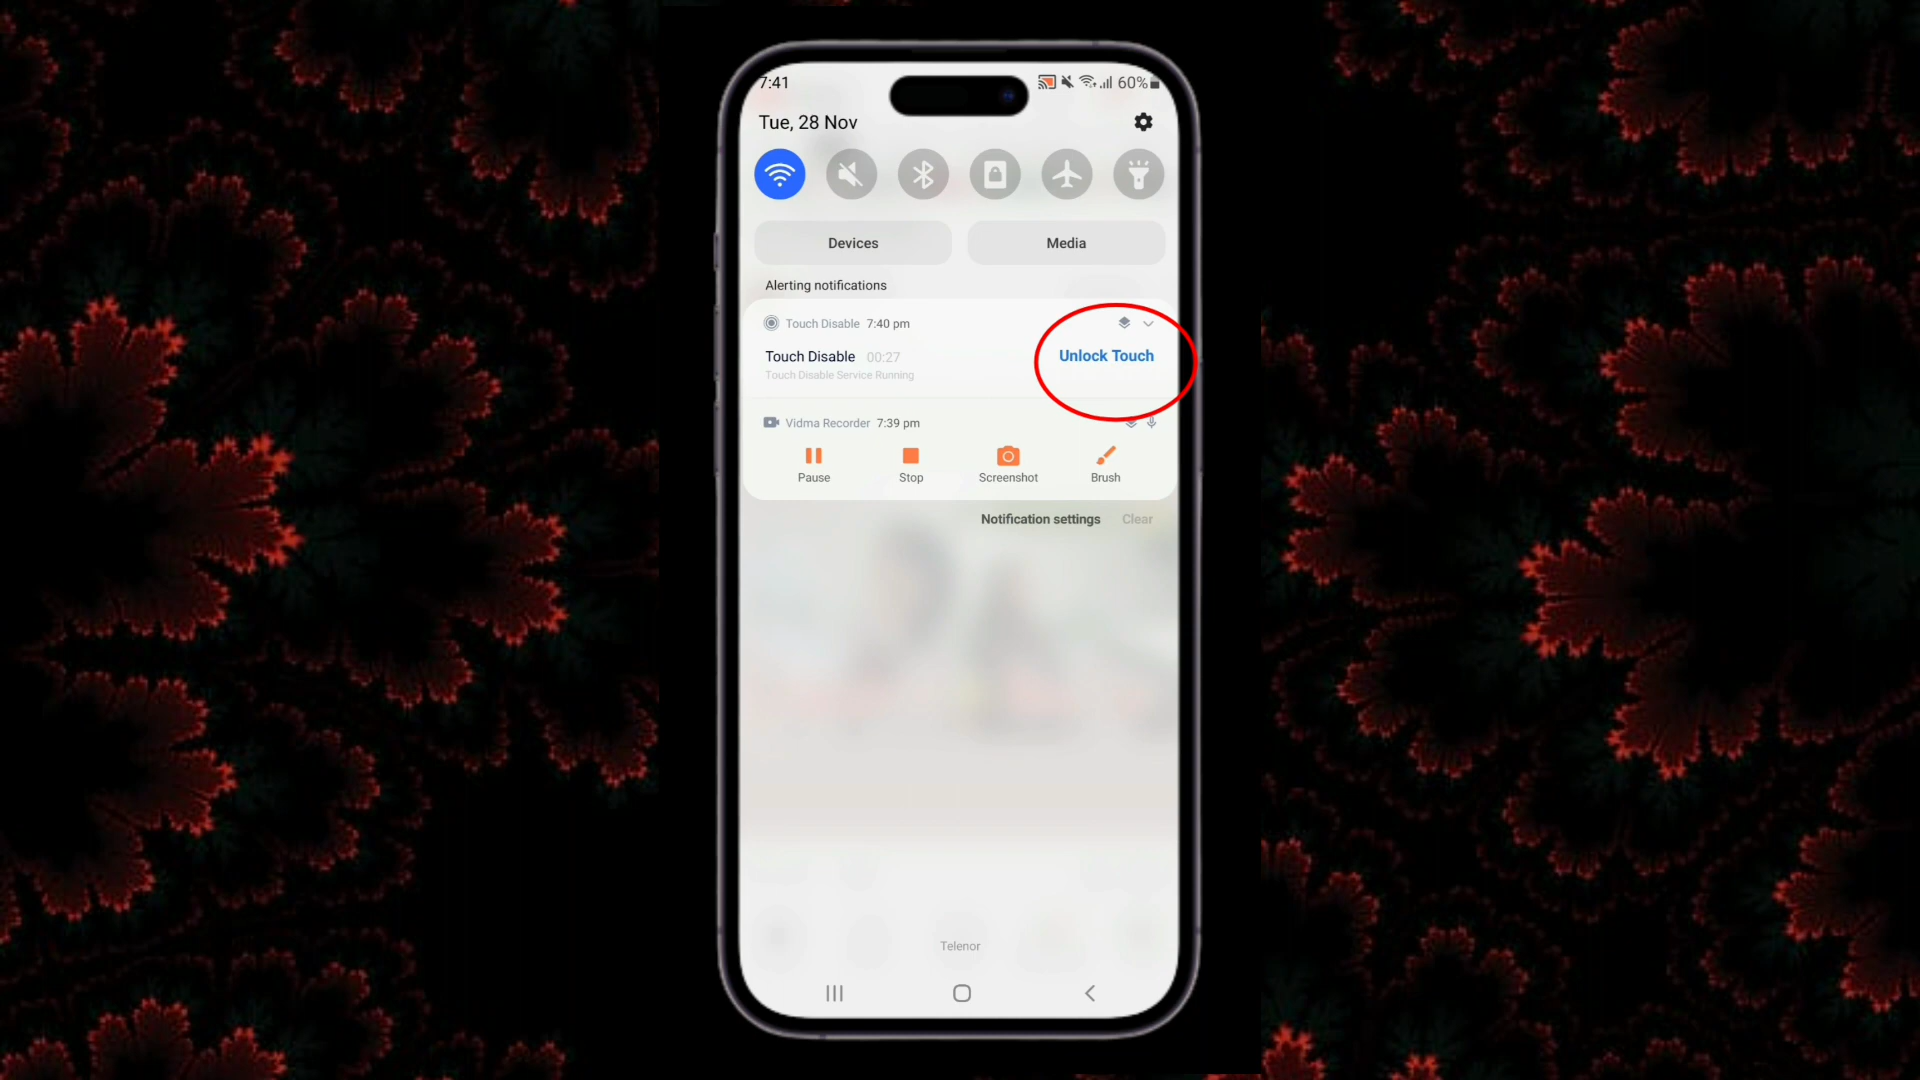 7:41 60%
Tue, 28 Nov
Devices Media
Alerting notifications
Touch Disable 7:40 pm
Touch Disable 00:27 Unlock Touch
Touch Disable Service Running
Vidma Recorder 7:39 pm
Pause Stop Screenshot Brush
Notification settings Clear
Telenor